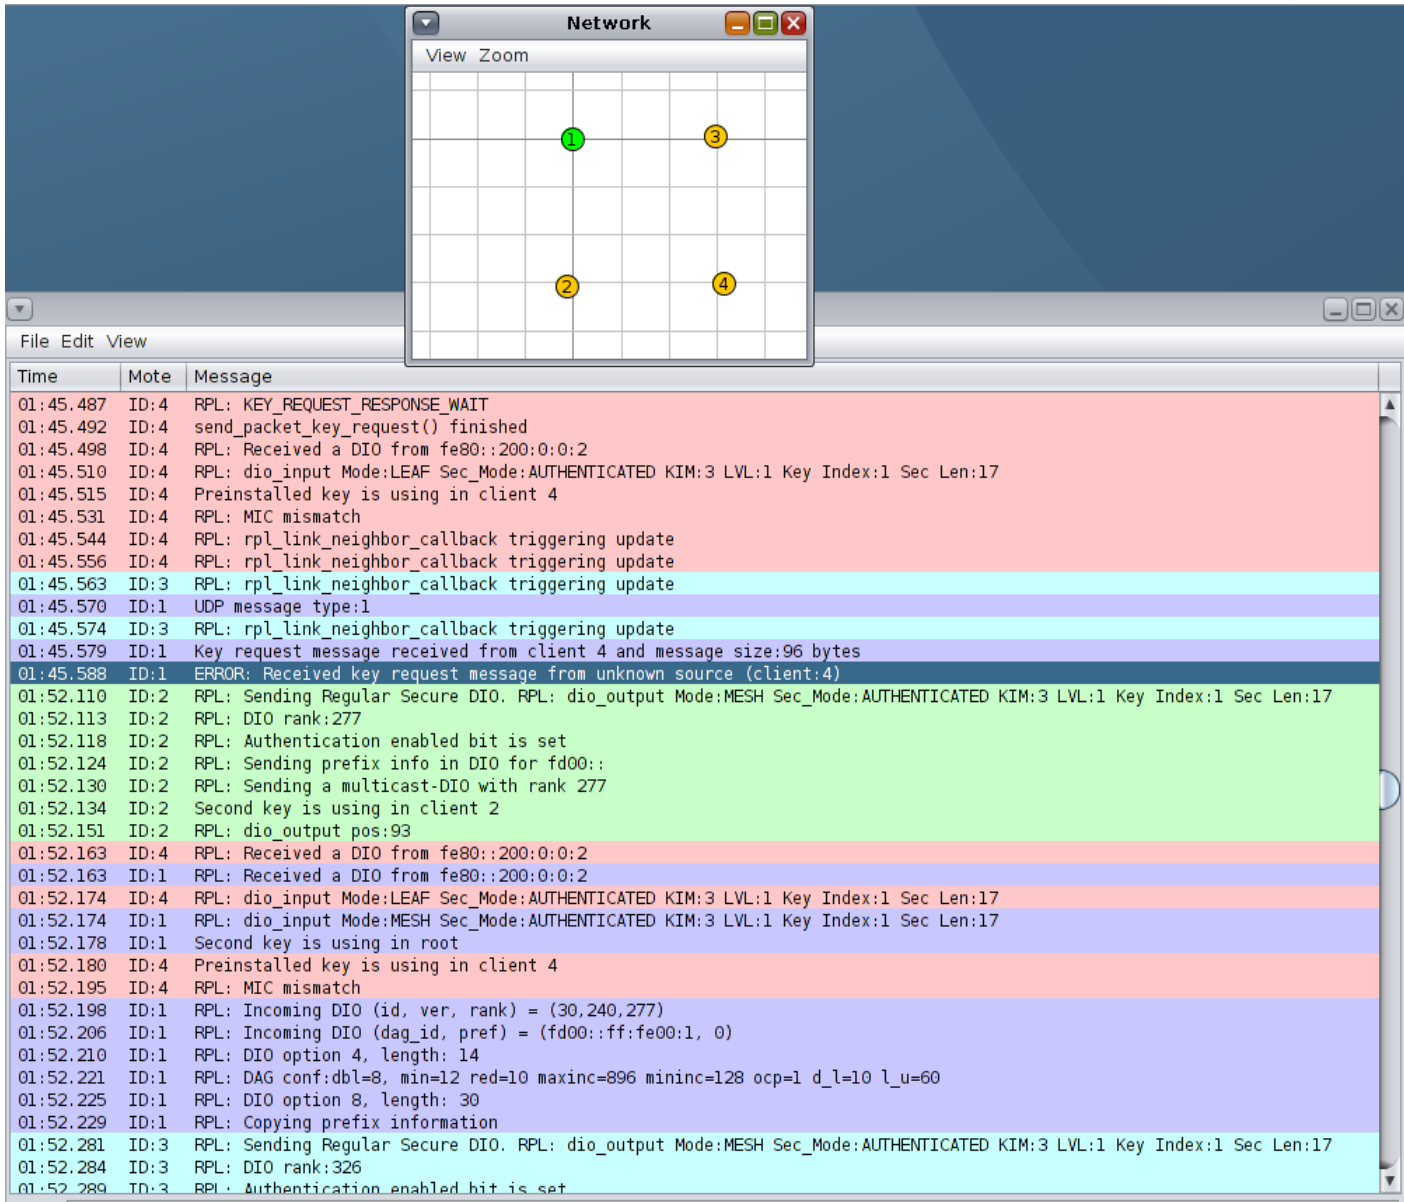 Network
View Zoom
1
3
2
4
File Edit View
Time Mote Message
01:45.487 ID:4 RPL: KEY_REQUEST_RESPONSE_WAIT
01:45.492 ID:4 send_packet_key_request() finished
01:45.498 ID:4 RPL: Received a DIO from fe80::200:0:0:2
01:45.510 ID:4 RPL: dio_input Mode:LEAF Sec_Mode:AUTHENTICATED KIM:3 LVL:1 Key Index:1 Sec Len:17
01:45.515 ID:4 Preinstalled key is using in client 4
01:45.531 ID:4 RPL: MIC mismatch
01:45.544 ID:4 RPL: rpl_link_neighbor_callback triggering update
01:45.556 ID:4 RPL: rpl_link_neighbor_callback triggering update
01:45.563 ID:3 RPL: rpl_link_neighbor_callback triggering update
01:45.570 ID:1 UDP message type:1
01:45.574 ID:3 RPL: rpl_link_neighbor_callback triggering update
01:45.579 ID:1 Key request message received from client 4 and message size:96 bytes
01:45.588 ID:1 ERROR: Received key request message from unknown source (client:4)
01:52.110 ID:2 RPL: Sending Regular Secure DIO. RPL: dio_output Mode:MESH Sec_Mode:AUTHENTICATED KIM:3 LVL:1 Key Index:1 Sec Len:17
01:52.113 ID:2 RPL: DIO rank:277
01:52.118 ID:2 RPL: Authentication enabled bit is set
01:52.124 ID:2 RPL: Sending prefix info in DIO for fd00::
01:52.130 ID:2 RPL: Sending a multicast-DIO with rank 277
01:52.134 ID:2 Second key is using in client 2
01:52.151 ID:2 RPL: dio_output pos:93
01:52.163 ID:4 RPL: Received a DIO from fe80::200:0:0:2
01:52.163 ID:1 RPL: Received a DIO from fe80::200:0:0:2
01:52.174 ID:4 RPL: dio_input Mode:LEAF Sec_Mode:AUTHENTICATED KIM:3 LVL:1 Key Index:1 Sec Len:17
01:52.174 ID:1 RPL: dio_input Mode:MESH Sec_Mode:AUTHENTICATED KIM:3 LVL:1 Key Index:1 Sec Len:17
01:52.178 ID:1 Second key is using in root
01:52.180 ID:4 Preinstalled key is using in client 4
01:52.195 ID:4 RPL: MIC mismatch
01:52.198 ID:1 RPL: Incoming DIO (id, ver, rank) = (30,240,277)
01:52.206 ID:1 RPL: Incoming DIO (dag_id, pref) = (fd00::ff:fe00:1, 0)
01:52.210 ID:1 RPL: DIO option 4, length: 14
01:52.221 ID:1 RPL: DAG conf:dbl=8, min=12 red=10 maxinc=896 mininc=128 ocp=1 d_l=10 l_u=60
01:52.225 ID:1 RPL: DIO option 8, length: 30
01:52.229 ID:1 RPL: Copying prefix information
01:52.281 ID:3 RPL: Sending Regular Secure DIO. RPL: dio_output Mode:MESH Sec_Mode:AUTHENTICATED KIM:3 LVL:1 Key Index:1 Sec Len:17
01:52.284 ID:3 RPL: DIO rank:326
01:52.289 ID:3 RPL: Authentication enabled bit is set